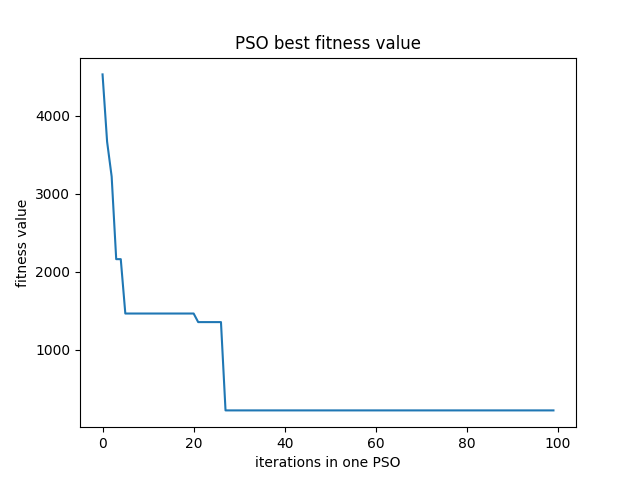 PSO best fitness value
fitness value
4000
3000
2000
1000
0 20 40 60 80 100
iterations in one PSO